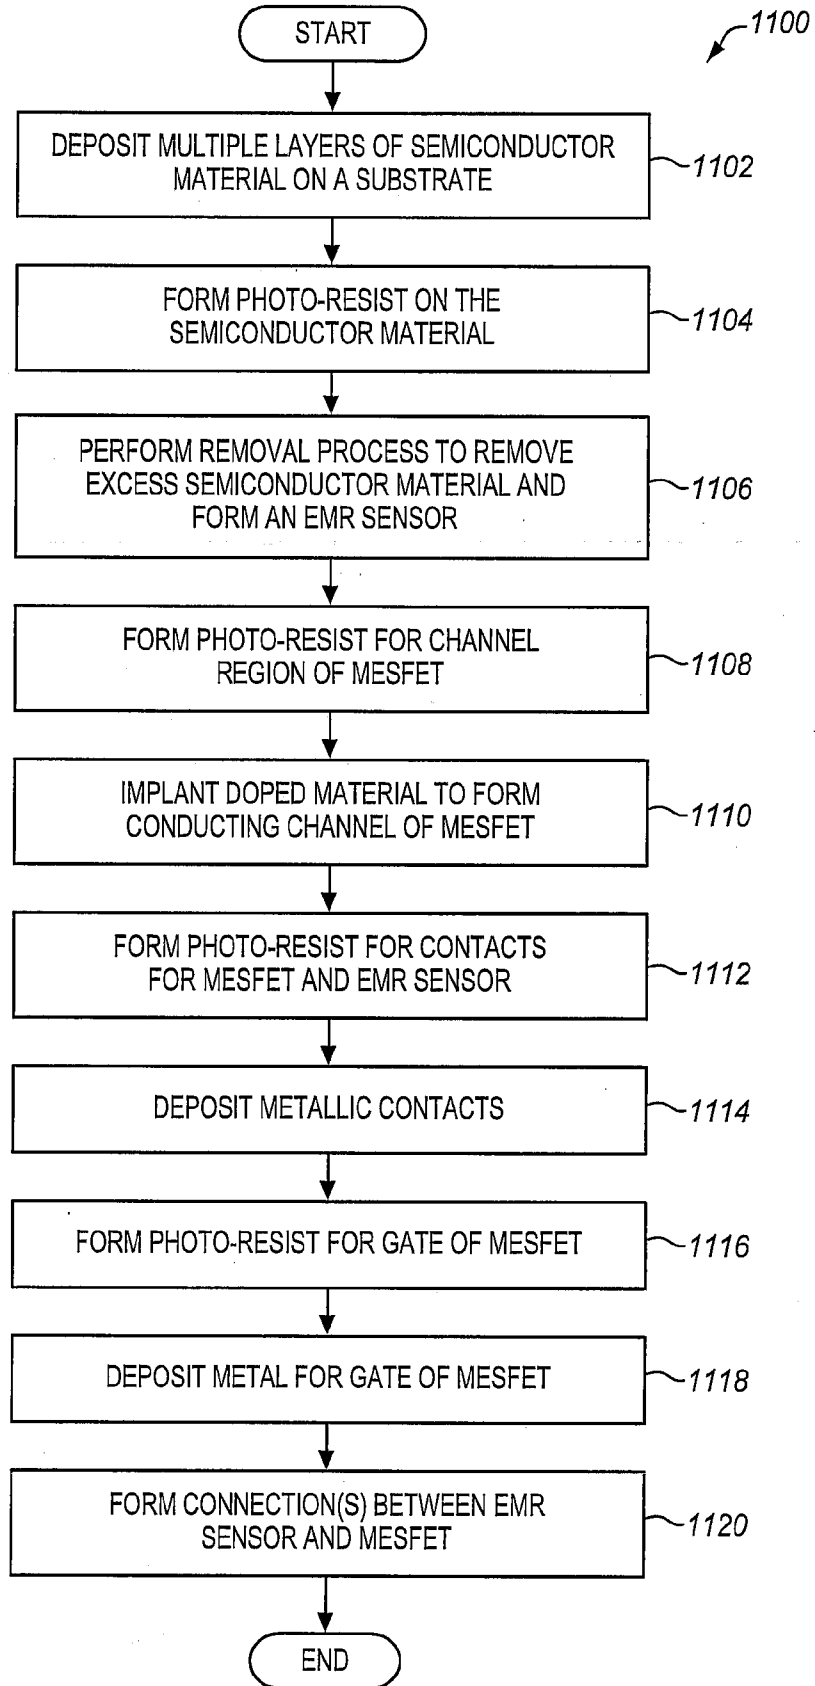 START
1100
DEPOSIT MULTIPLE LAYERS OF SEMICONDUCTOR
MATERIAL ON A SUBSTRATE
1102
FORM PHOTO-RESIST ON THE
SEMICONDUCTOR MATERIAL
1104
PERFORM REMOVAL PROCESS TO REMOVE
EXCESS SEMICONDUCTOR MATERIAL AND
FORM AN EMR SENSOR
1106
FORM PHOTO-RESIST FOR CHANNEL
REGION OF MESFET
1108
IMPLANT DOPED MATERIAL TO FORM
CONDUCTING CHANNEL OF MESFET
1110
FORM PHOTO-RESIST FOR CONTACTS
FOR MESFET AND EMR SENSOR
1112
DEPOSIT METALLIC CONTACTS
1114
FORM PHOTO-RESIST FOR GATE OF MESFET
1116
DEPOSIT METAL FOR GATE OF MESFET
1118
FORM CONNECTION(S) BETWEEN EMR
SENSOR AND MESFET
1120
END